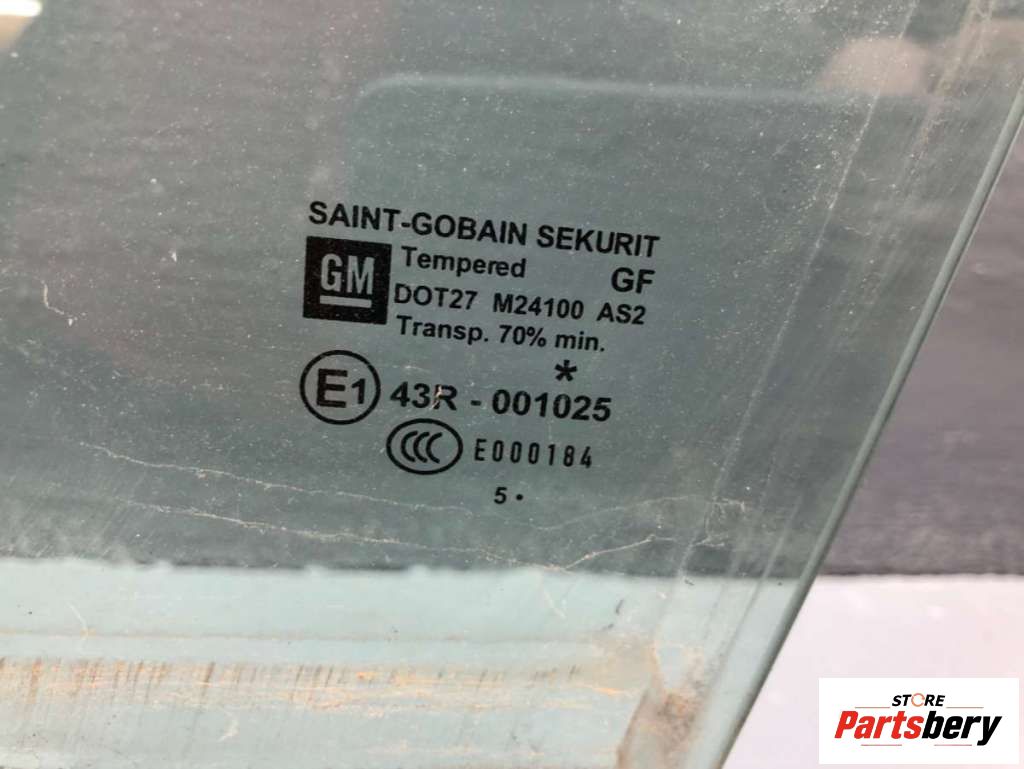 SAINT-GOBAIN SEKURIT
GM
Tempered GF
DOT27 M24100 AS2
Transp. 70% min.
*
E1 43R - 001025
CCC E000184
5 •
STORE
Partsbery